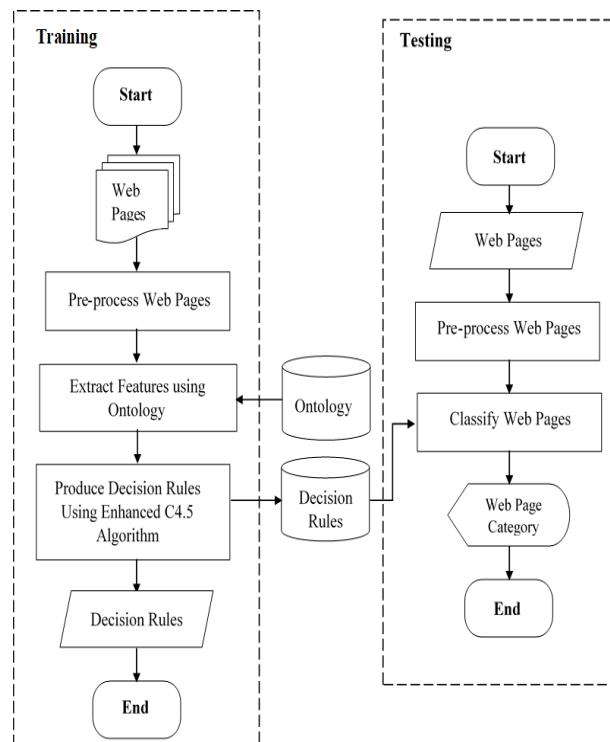 Training
Start
Web
Pages
Pre-process Web Pages
Extract Features using
Ontology
Produce Decision Rules
Using Enhanced C4.5
Algorithm
Decision Rules
End
Ontology
Decision
Rules
Testing
Start
Web Pages
Pre-process Web Pages
Classify Web Pages
Web Page
Category
End